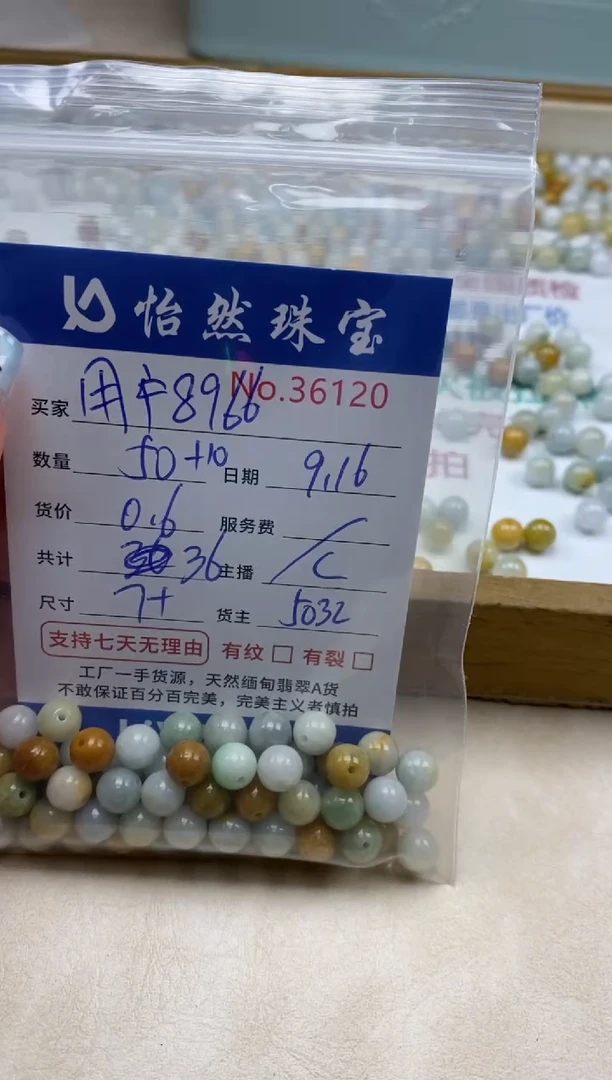 怡然珠宝
No.36120
买家 用户8966
数量 50+10 日期 9.16
货价 0.6 服务费 /
共计 36 主播 /C
尺寸 7+ 货主 5032
支持七天无理由 有纹 □ 有裂 □
工厂一手货源，天然缅甸翡翠A货
不敢保证百分百完美，完美主义者慎拍
厂价
拍